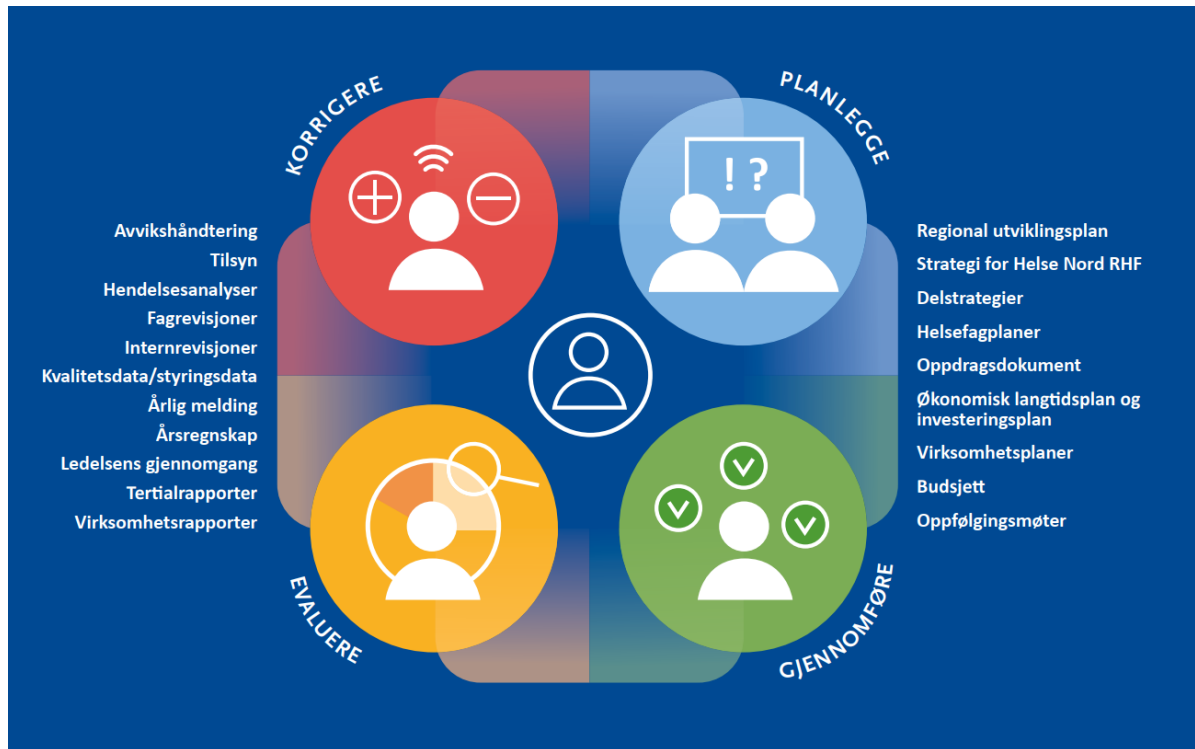 KORRIGERE
PLANLEGGE
! ?
Avvikshåndtering
Tilsyn
Hendelsesanalyser
Fagrevisjoner
Internrevisjoner
Kvalitetsdata/styringsdata
Årlig melding
Årsregnskap
Ledelsens gjennomgang
Tertialrapporter
Virksomhetsrapporter
Regional utviklingsplan
Strategi for Helse Nord RHF
Delstrategier
Helsefagplaner
Oppdragsdokument
Økonomisk langtidsplan og
investeringsplan
Virksomhetsplaner
Budsjett
Oppfølgingsmøter
EVALUERE
GJENNOMFØRE